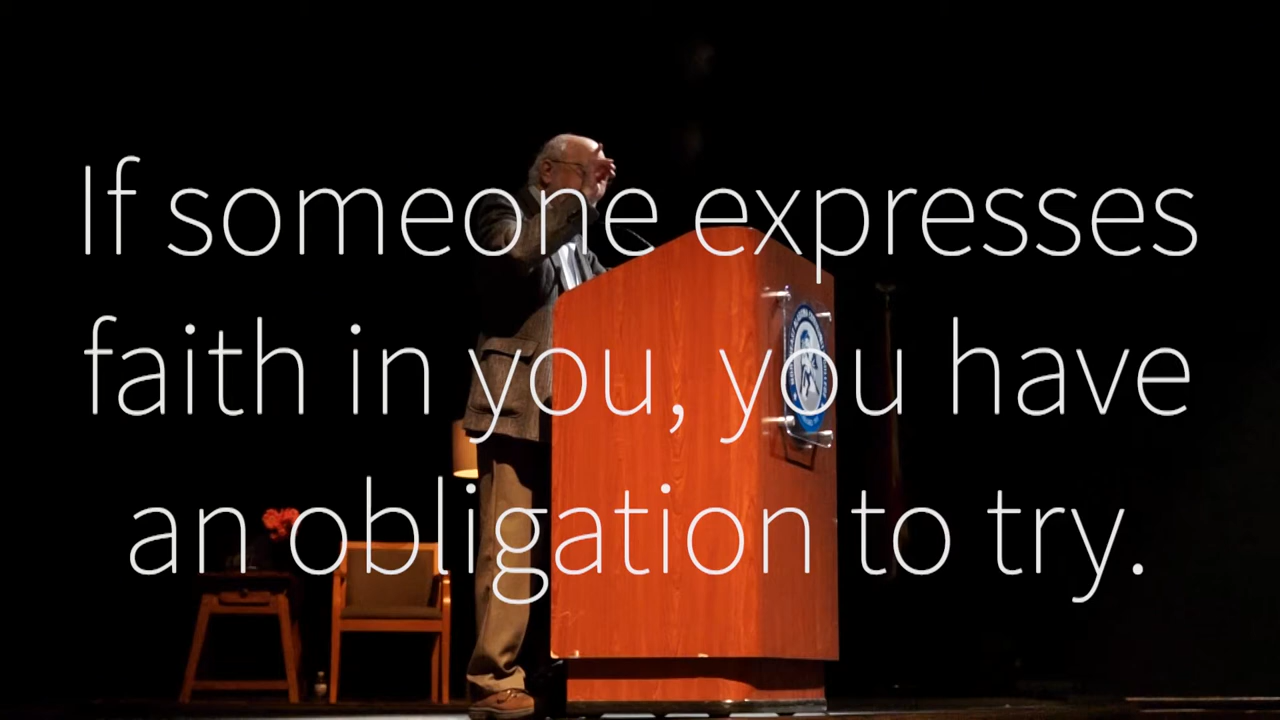 If someone expresses
faith in you, you have
an obligation to try.